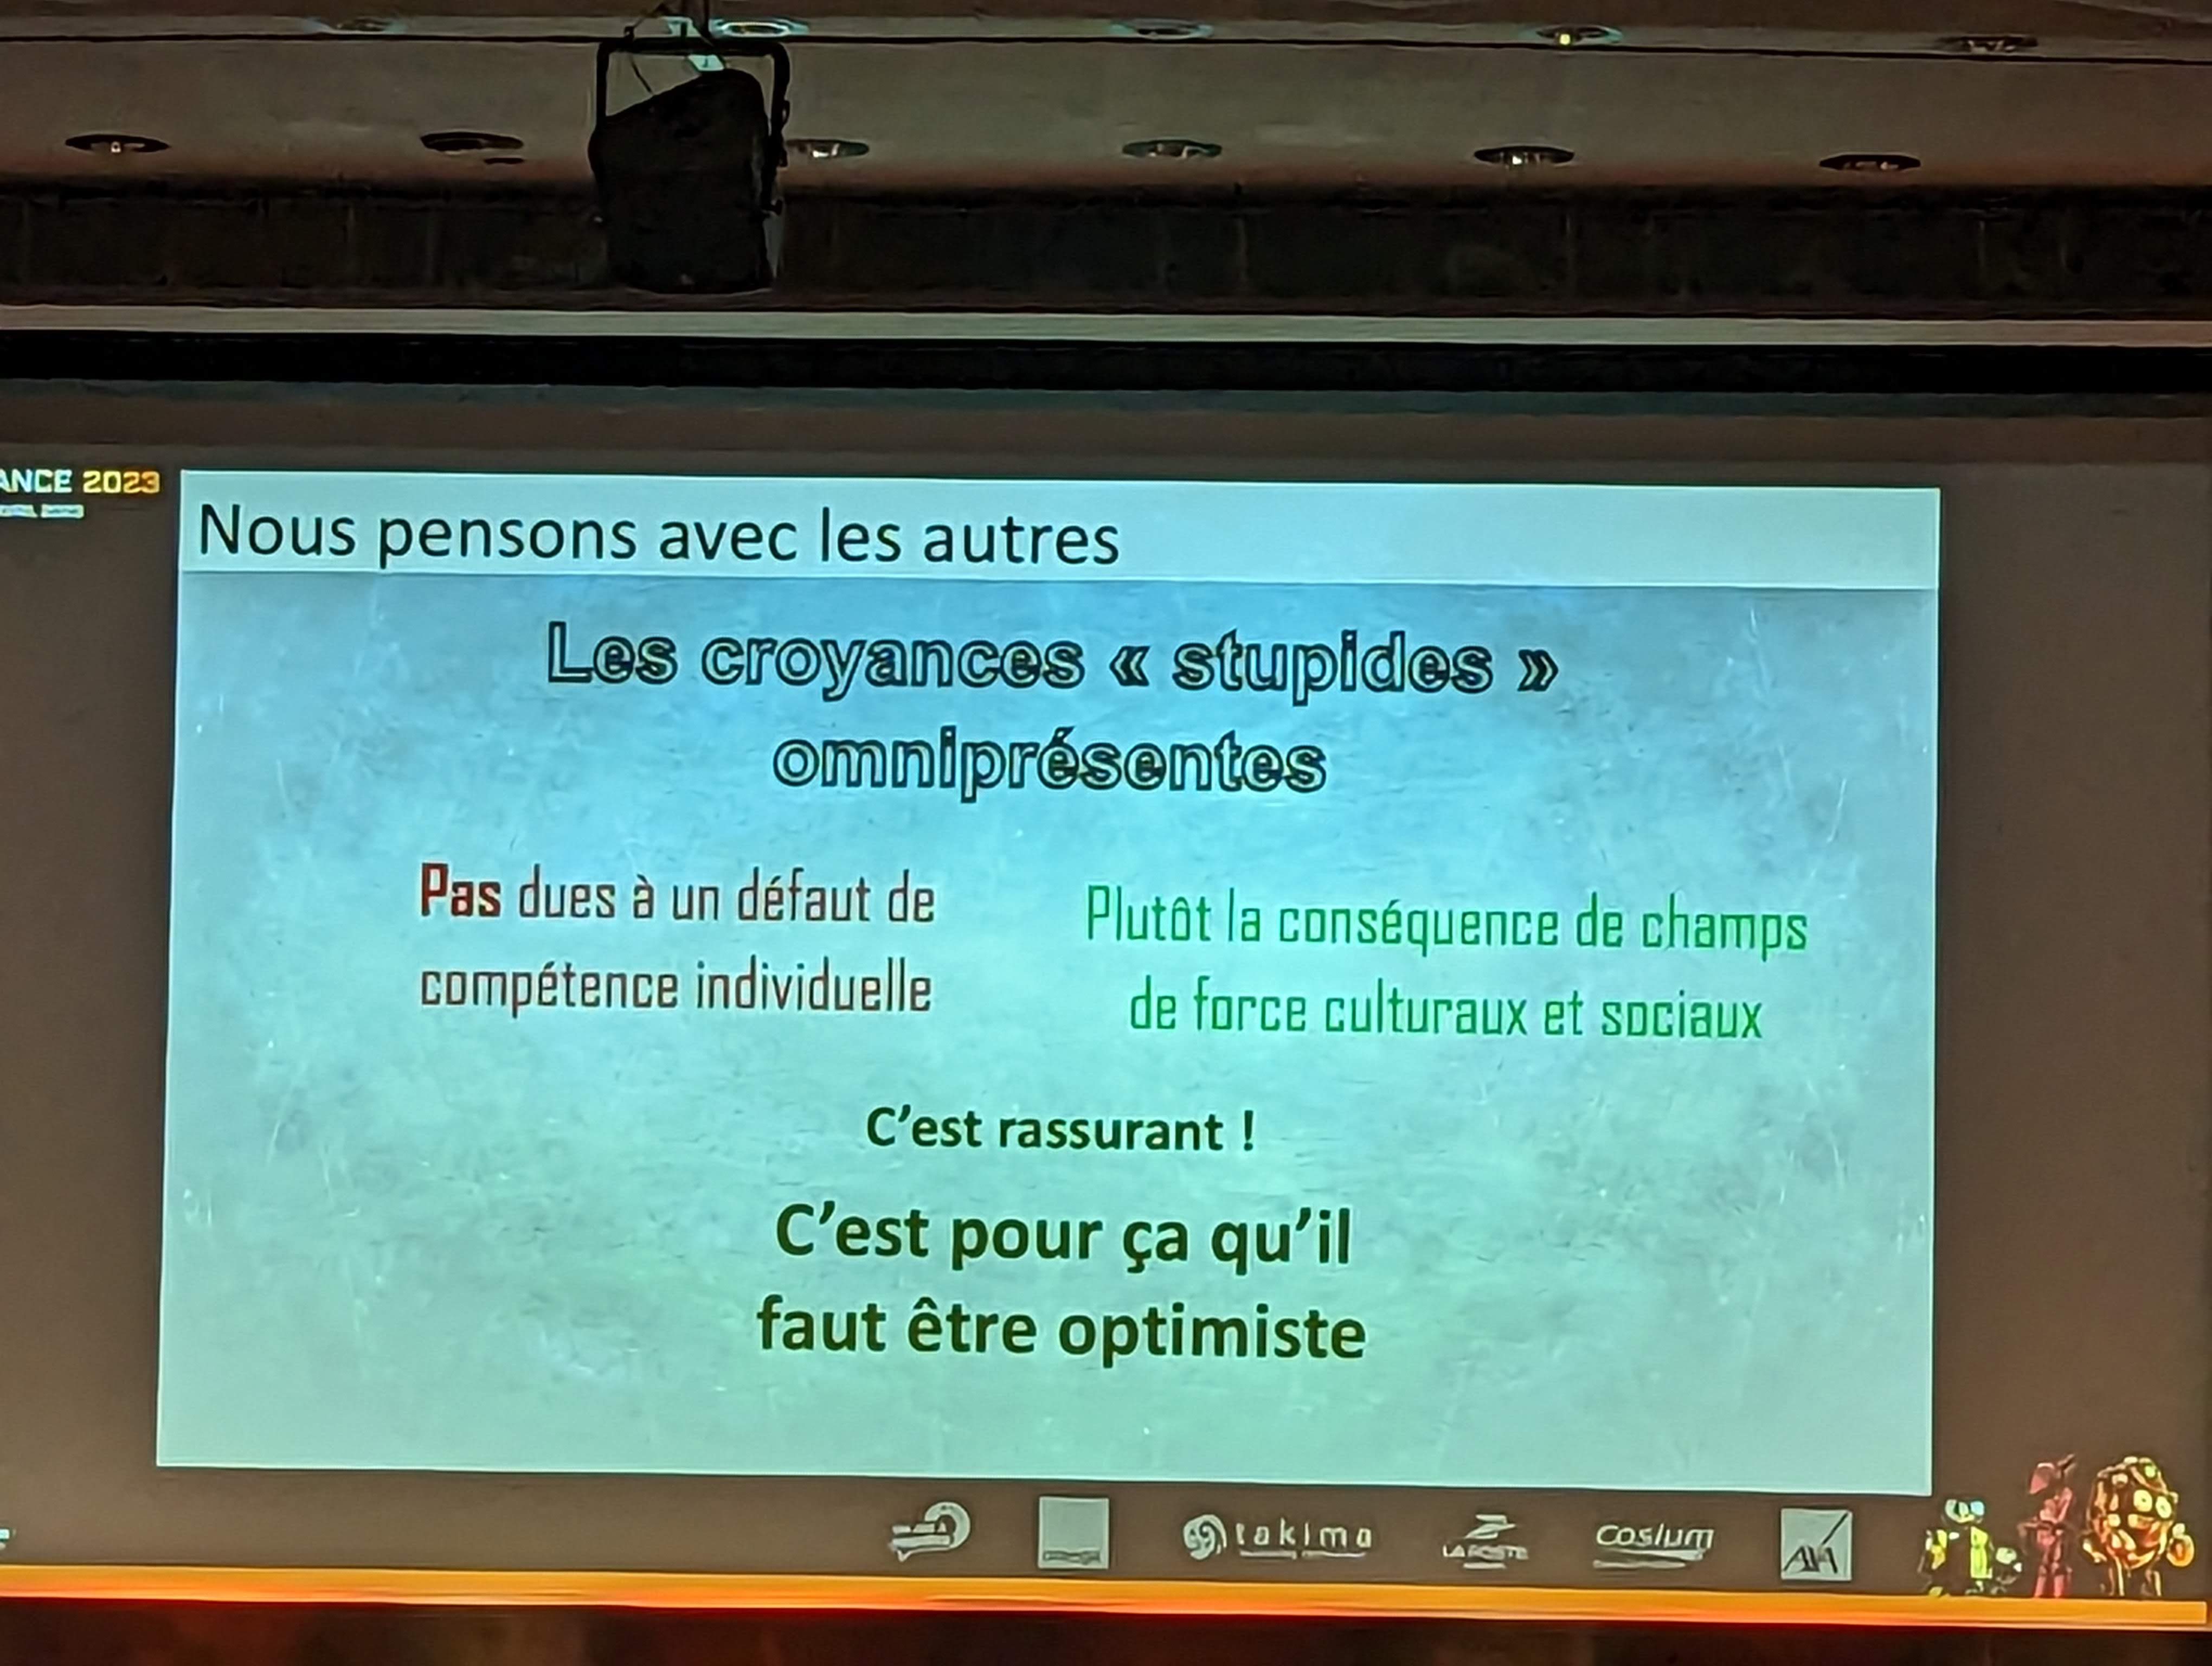 ANCE 2023
Nous pensons avec les autres
Les croyances « stupides »
omniprésentes
Pas dues à un défaut de
compétence individuelle
Plutôt la conséquence de champs
de force culturaux et sociaux
C'est rassurant !
C'est pour ça qu'il
faut être optimiste
takima
LA POSTE
Cosium
AXA